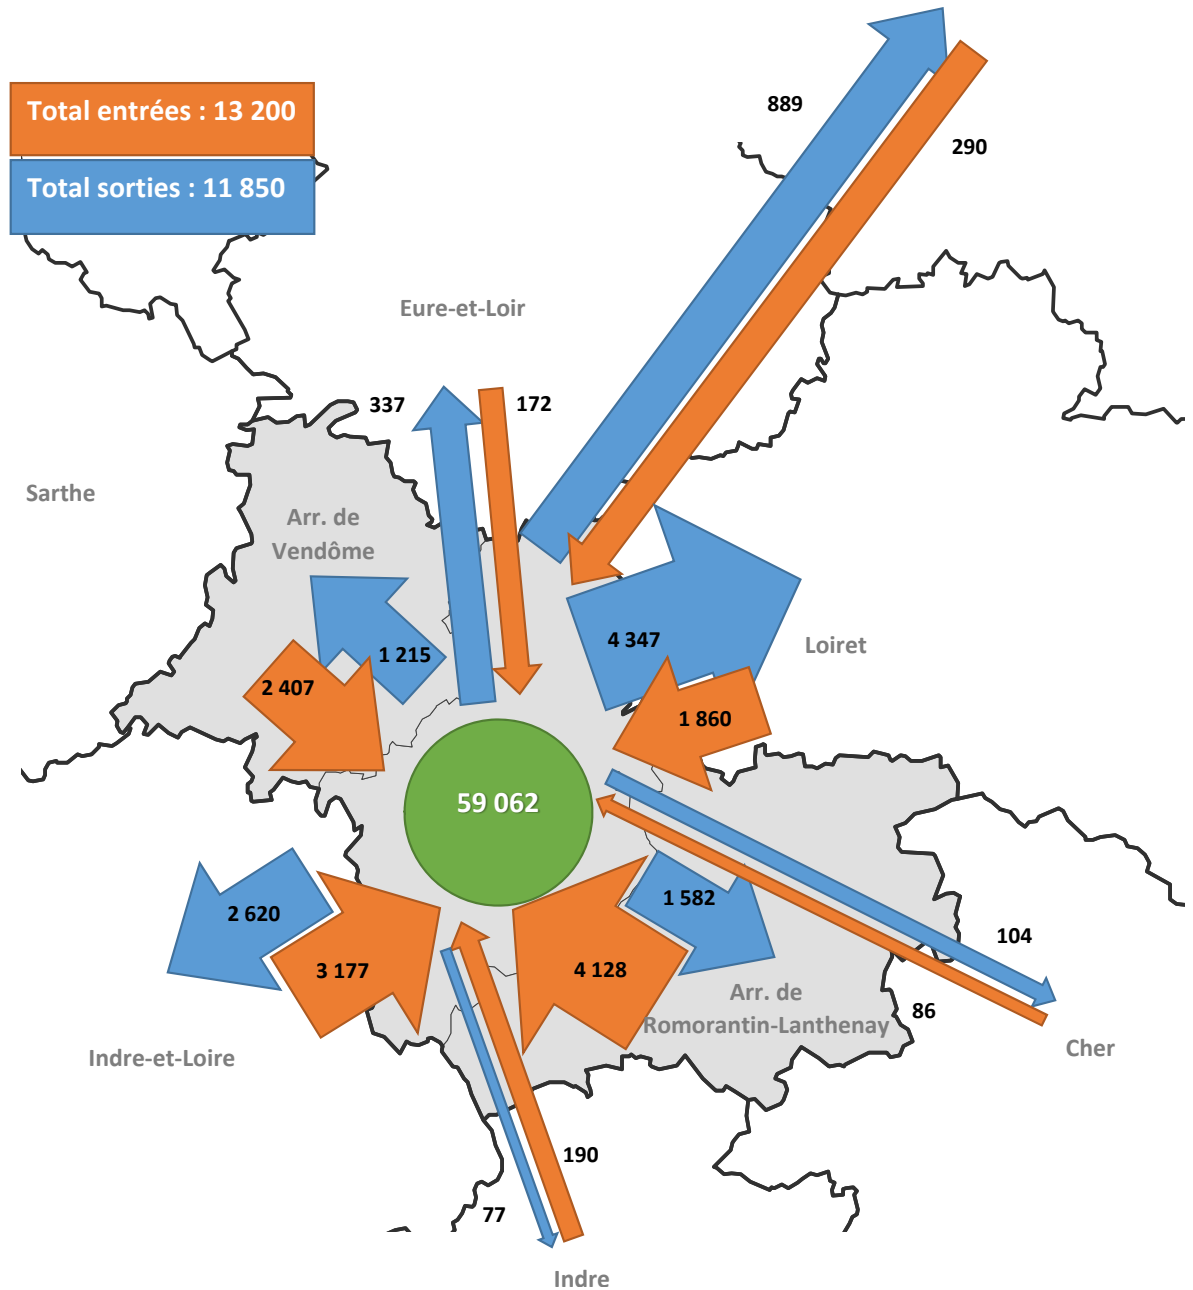 Total entrées : 13 200
Total sorties : 11 850
889
290
Eure-et-Loir
337
172
Sarthe
Arr. de
Vendôme
1 215
4 347
Loiret
2 407
1 860
59 062
2 620
1 582
3 177
4 128
104
Arr. de
Romorantin-Lanthenay
86
Indre-et-Loire
Cher
190
77
Indre